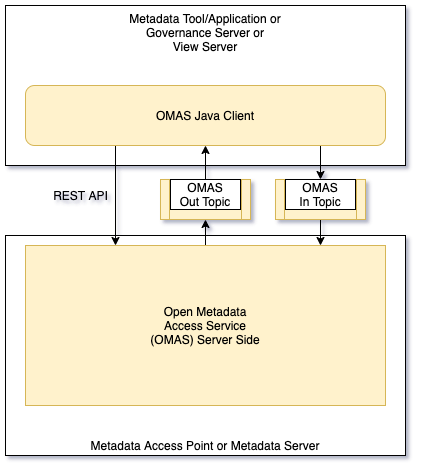 Metadata Tool/Application or
Governance Server or
View Server
OMAS Java Client
REST API
OMAS
Out Topic
OMAS
In Topic
Open Metadata
Access Service
(OMAS) Server Side
Metadata Access Point or Metadata Server